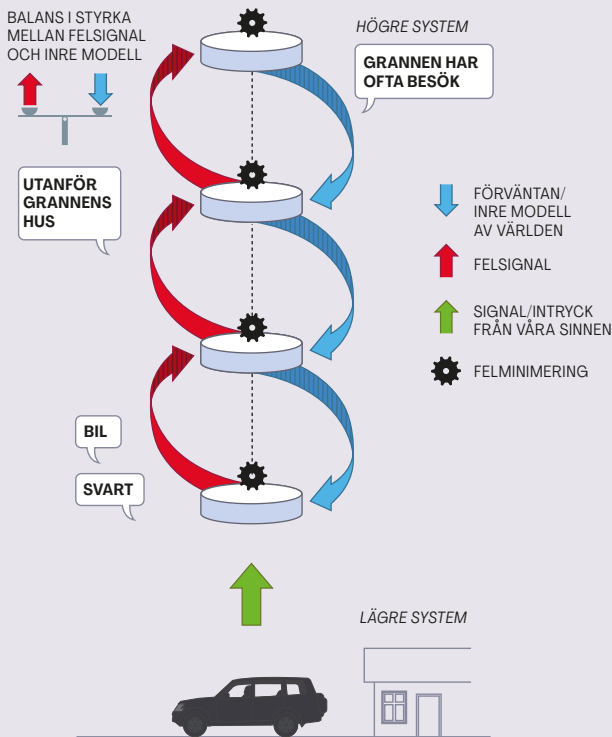 BALANS I STYRKA
MELLAN FELSIGNAL
OCH INRE MODELL
HÖGRE SYSTEM
GRANNEN HAR
OFTA BESÖK
UTANFÖR
GRANNENS
HUS
FÖRVÄNTAN/
INRE MODELL
AV VÄRLDEN
FELSIGNAL
SIGNAL/INTRYCK
FRÅN VÅRA SINNEN
FELMINIMERING
BIL
SVART
LÄGRE SYSTEM